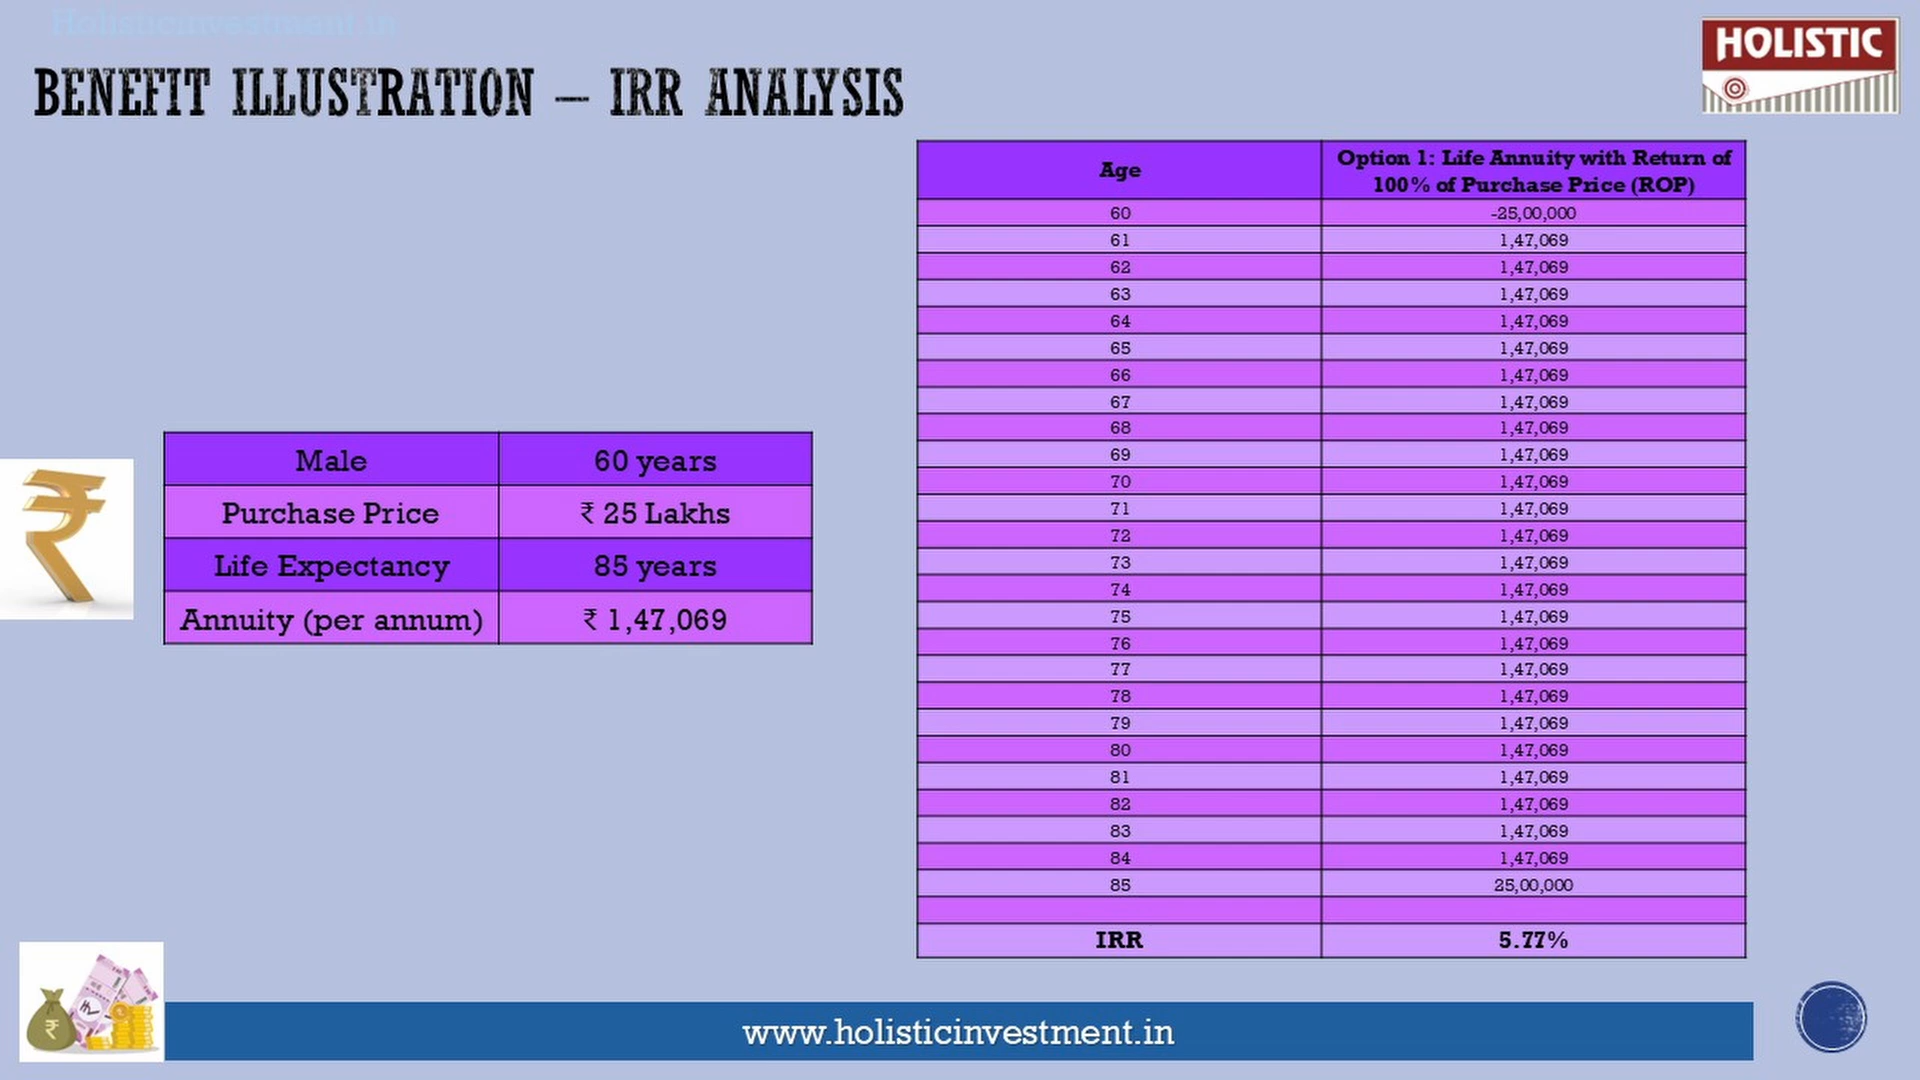 Holisticinvestment.in
HOLISTIC
BENEFIT ILLUSTRATION – IRR ANALYSIS
Male 60 years
Purchase Price ₹ 25 Lakhs
Life Expectancy 85 years
Annuity (per annum) ₹ 1,47,069
Age Option 1: Life Annuity with Return of
100% of Purchase Price (ROP)
60 -25,00,000
61 1,47,069
62 1,47,069
63 1,47,069
64 1,47,069
65 1,47,069
66 1,47,069
67 1,47,069
68 1,47,069
69 1,47,069
70 1,47,069
71 1,47,069
72 1,47,069
73 1,47,069
74 1,47,069
75 1,47,069
76 1,47,069
77 1,47,069
78 1,47,069
79 1,47,069
80 1,47,069
81 1,47,069
82 1,47,069
83 1,47,069
84 1,47,069
85 25,00,000
IRR 5.77%
www.holisticinvestment.in